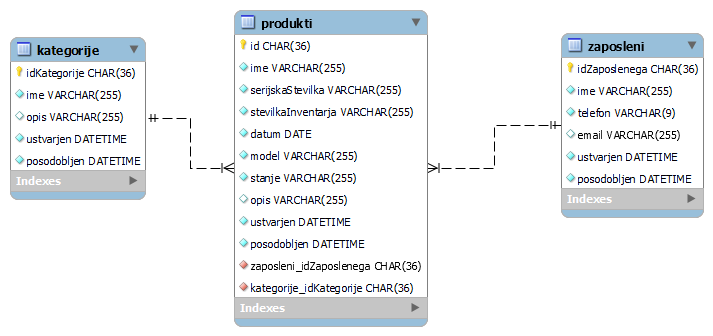 kategorije
idKategorije CHAR(36)
ime VARCHAR(255)
opis VARCHAR(255)
ustvarjen DATETIME
posodobljen DATETIME
Indexes
produkti
id CHAR(36)
ime VARCHAR(255)
serijskaStevilka VARCHAR(255)
stevilkaInventarja VARCHAR(255)
datum DATE
model VARCHAR(255)
stanje VARCHAR(255)
opis VARCHAR(255)
ustvarjen DATETIME
posodobljen DATETIME
zaposleni_idZaposlenega CHAR(36)
kategorije_idKategorije CHAR(36)
Indexes
zaposleni
idZaposlenega CHAR(36)
ime VARCHAR(255)
telefon VARCHAR(9)
email VARCHAR(255)
ustvarjen DATETIME
posodobljen DATETIME
Indexes